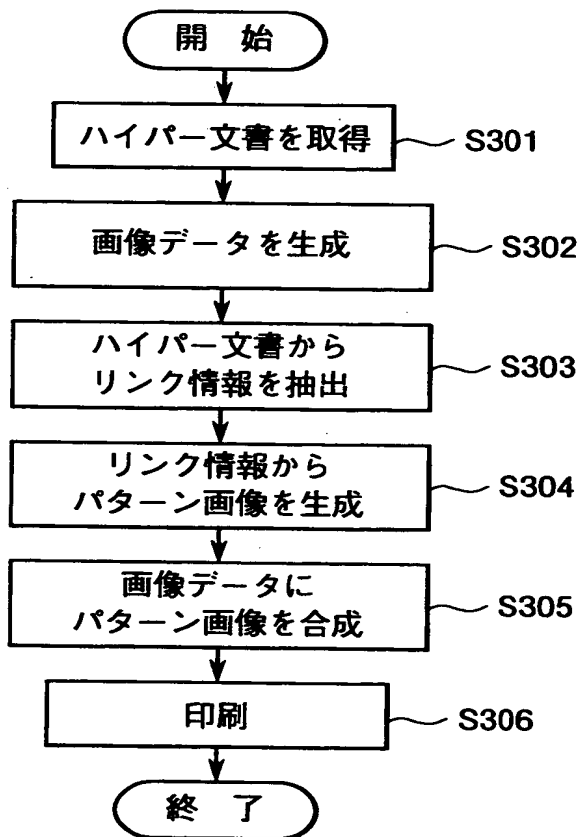 開 始
ハイパー文書を取得 S301
画像データを生成 S302
ハイパー文書から
リンク情報を抽出 S303
リンク情報から
パターン画像を生成 S304
画像データに
パターン画像を合成 S305
印刷 S306
終 了